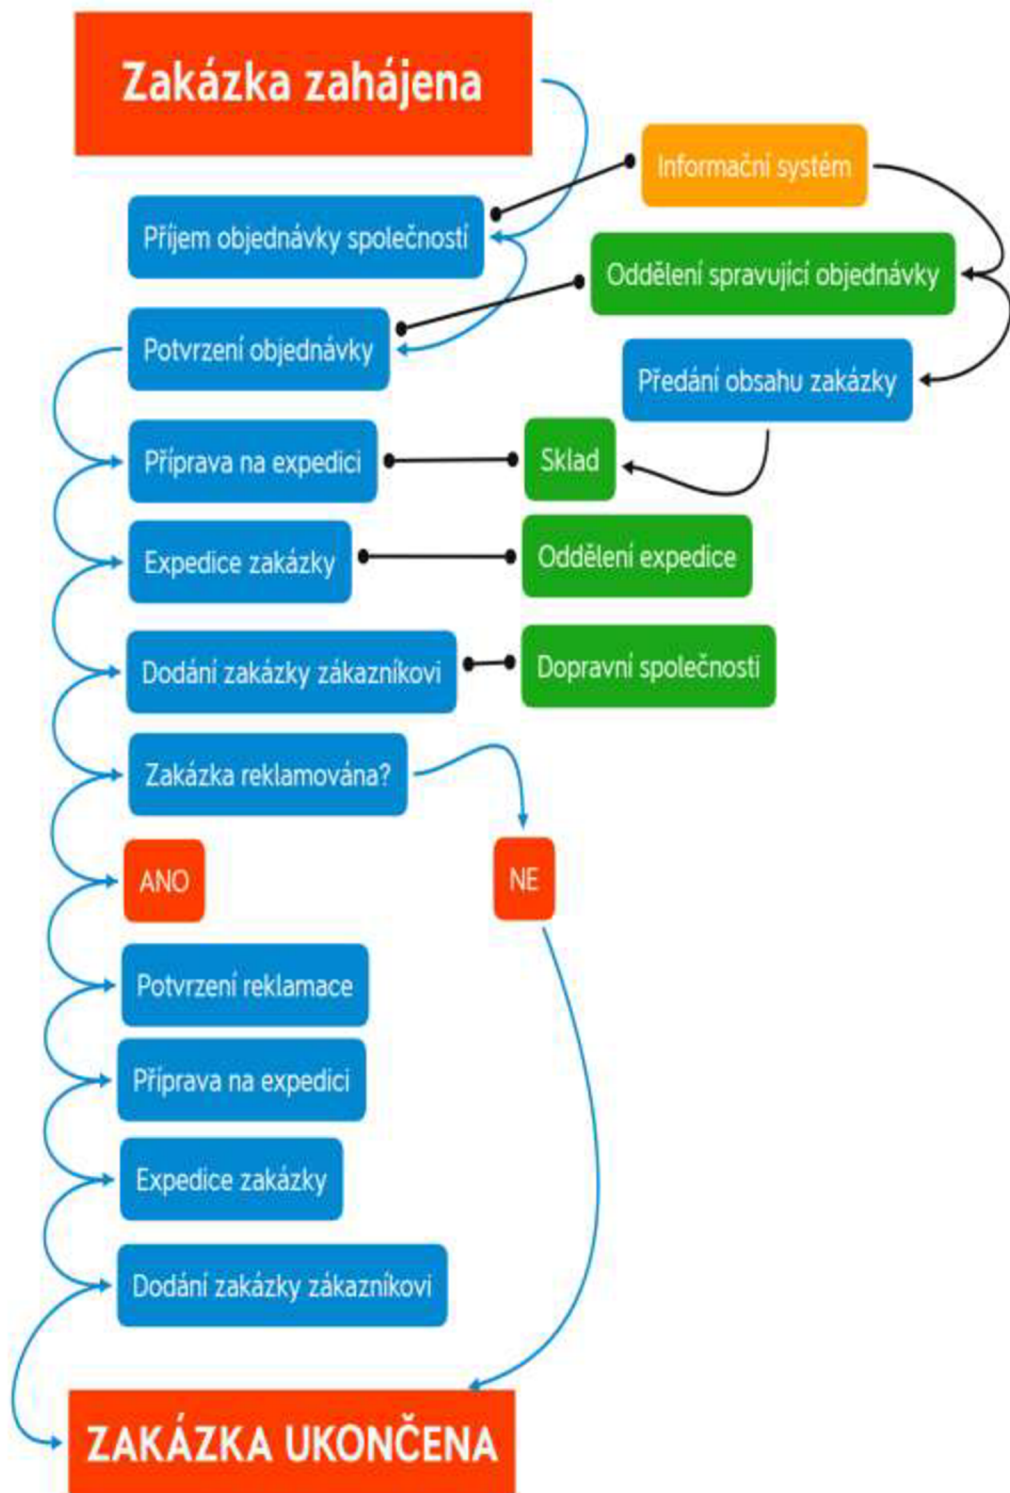 Zakázka zahájena
Informační systém
Příjem objednávky společností
Oddělení spravující objednávky
Potvrzení objednávky
Předání obsahu zakázky
Příprava na expedici
Sklad
Expedice zakázky
Oddělení expedice
Dodání zakázky zákazníkovi
Dopravní společnosti
Zakázka reklamována?
ANO
NE
Potvrzení reklamace
Příprava na expedici
Expedice zakázky
Dodání zakázky zákazníkovi
ZAKÁZKA UKONČENA